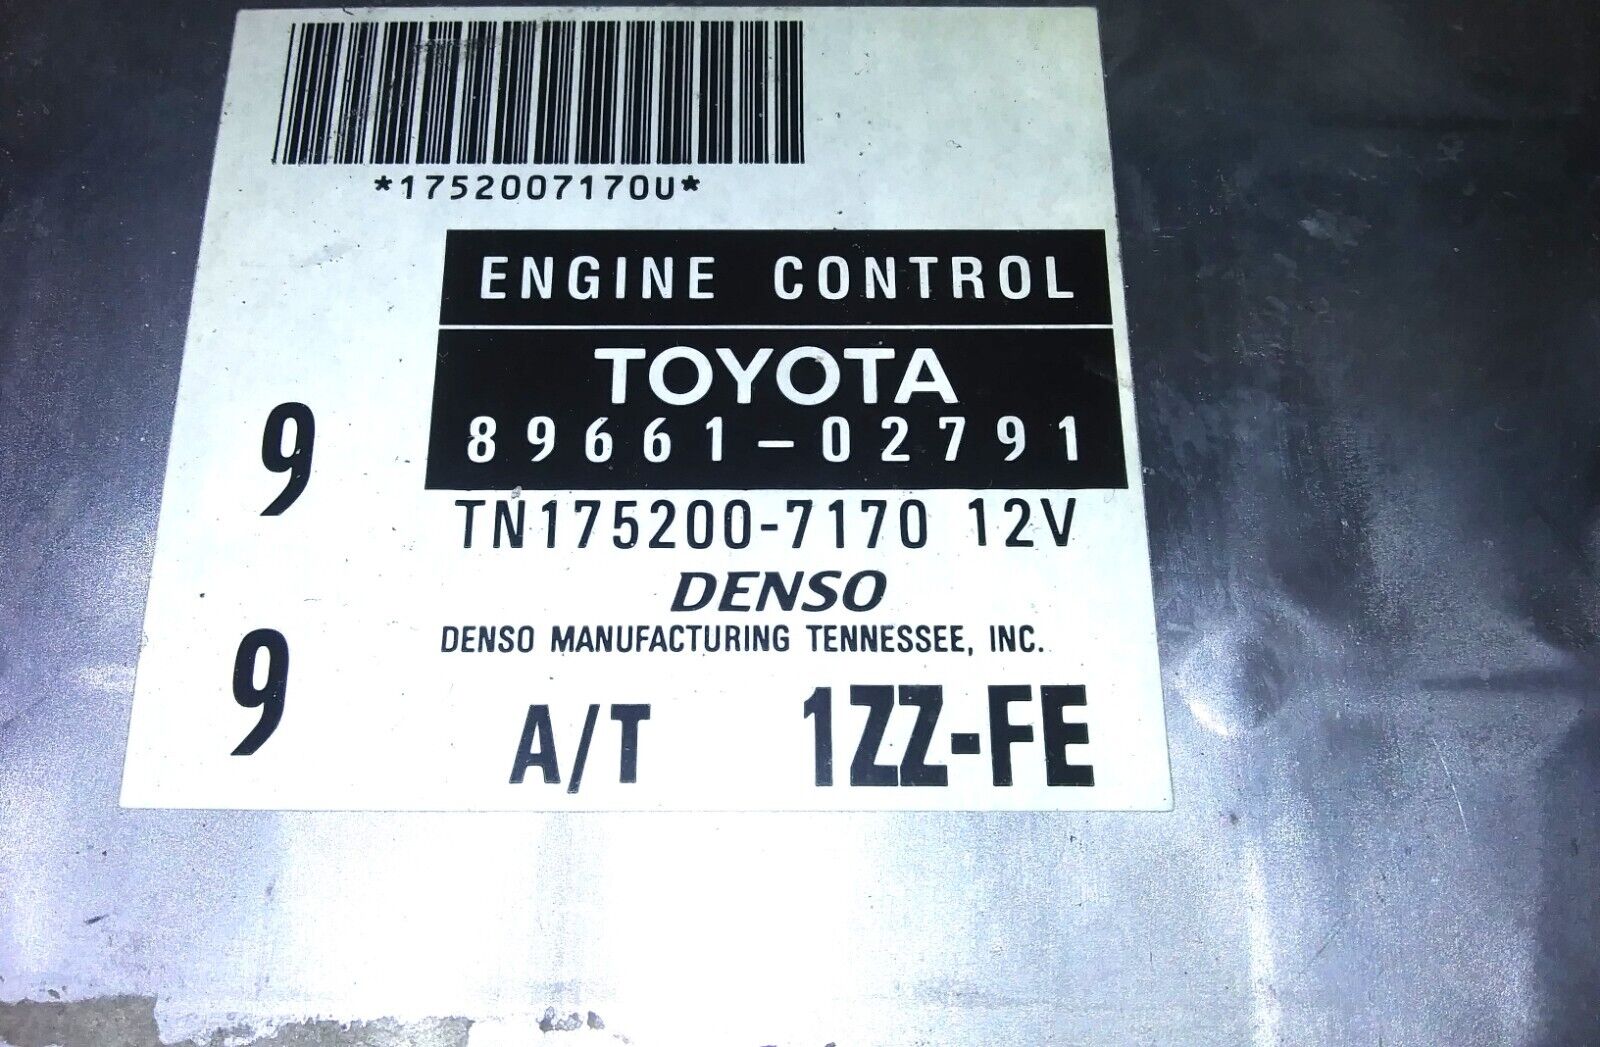 *1752007170U*
ENGINE CONTROL
TOYOTA
89661-02791
9
TN175200-7170 12V
DENSO
DENSO MANUFACTURING TENNESSEE, INC.
9
A/T 1ZZ-FE